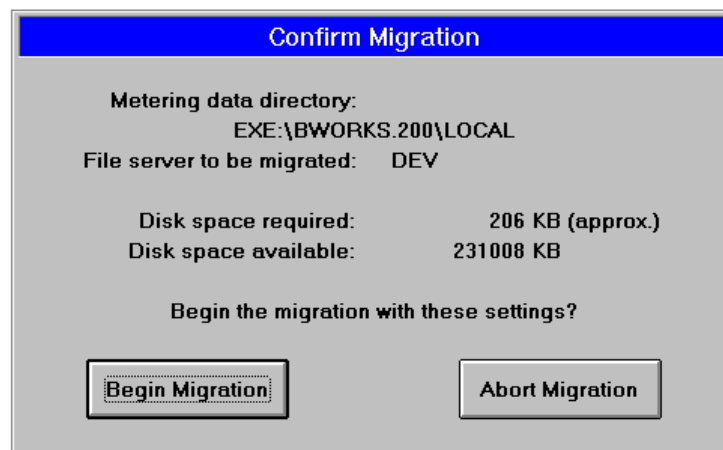 Confirm Migration
Metering data directory:
EXE:\BWORKS.200\LOCAL
File server to be migrated: DEV
Disk space required: 206 KB (approx.)
Disk space available: 231008 KB
Begin the migration with these settings?
Begin Migration Abort Migration